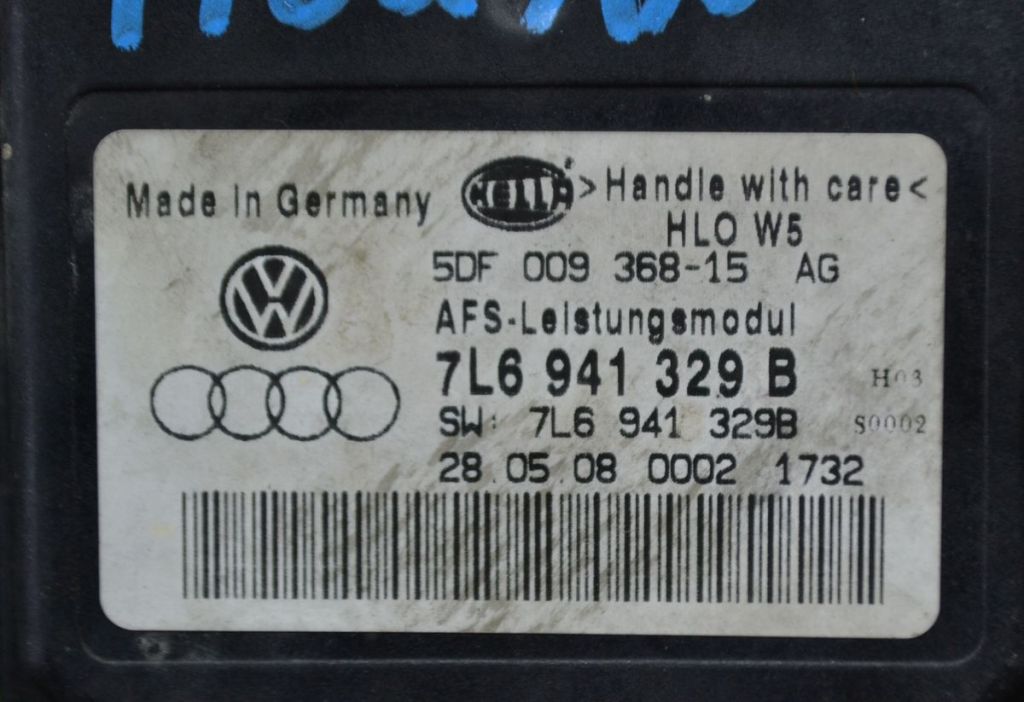 Made in Germany HELLA >Handle with care<
HLO W5
5DF 009 368-15 AG
AFS-Leistungsmodul
7L6 941 329 B H03
SW: 7L6 941 329B S0002
28.05.08 0002 1732